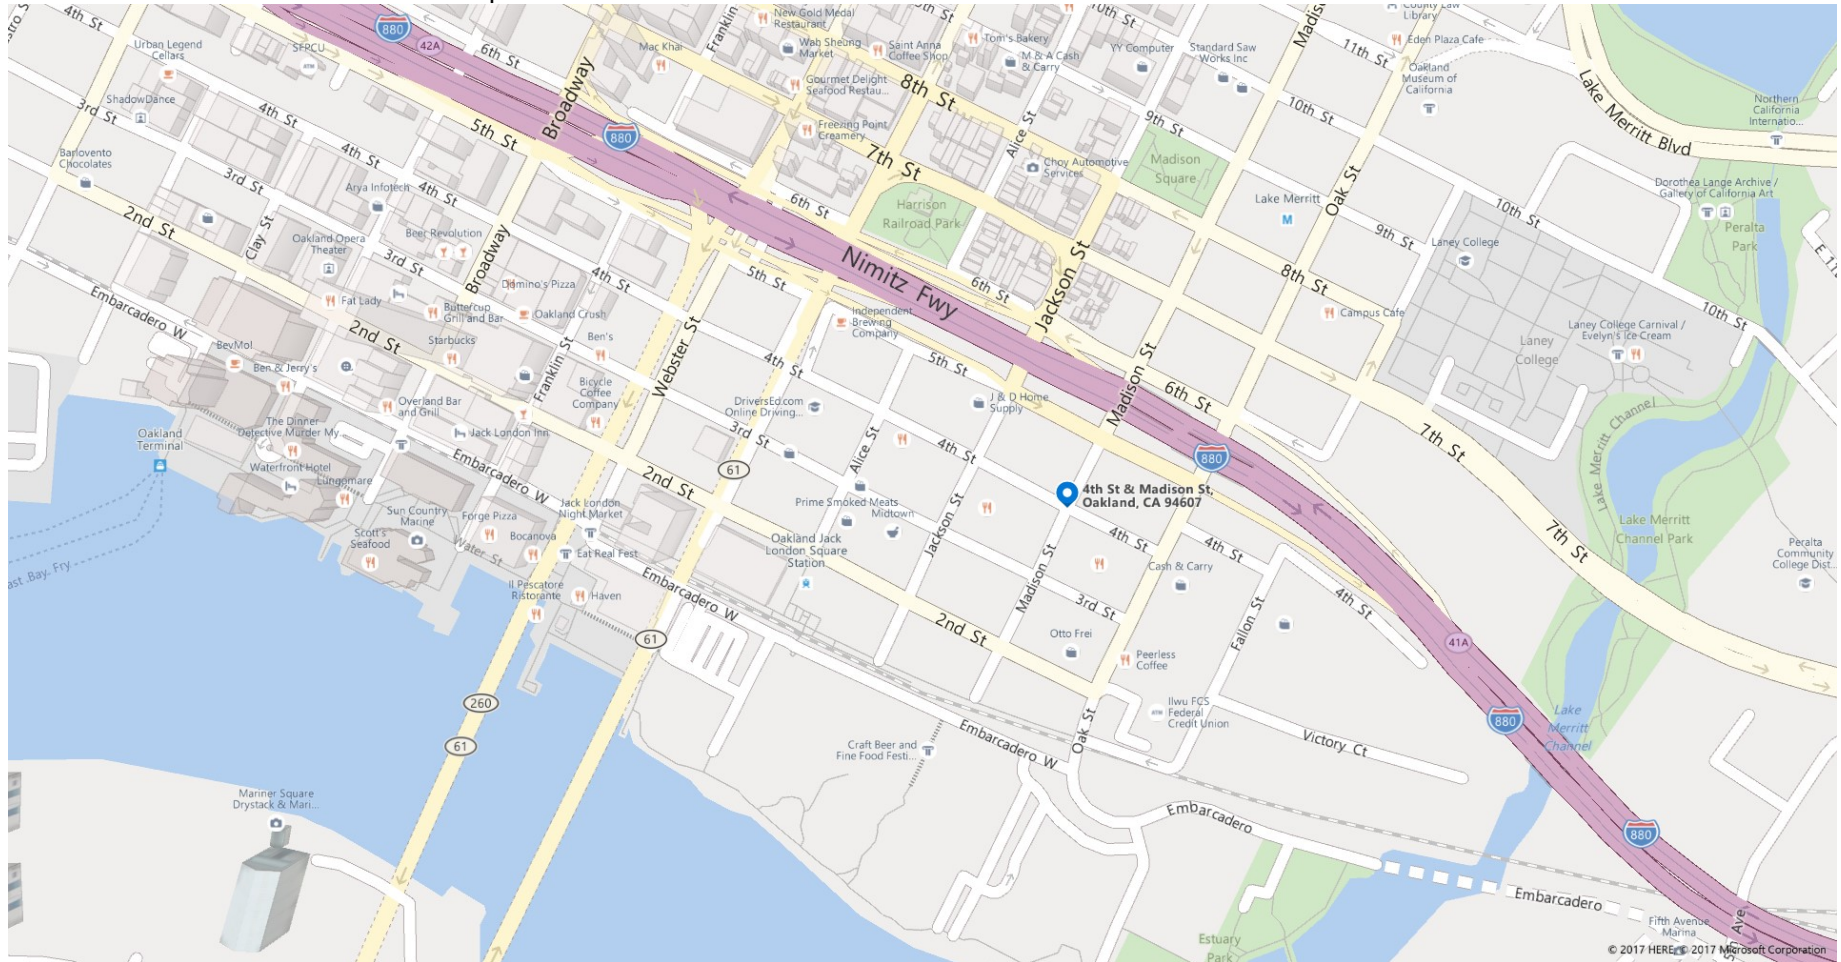 880
42A
4th St
6th St
Franklin
New Gold Medal
Restaurant
Mac Khai
Wah Sheung
Market
Saint Anna
Coffee Shop
Tom's Bakery
10th St
YY Computer
Standard Saw
Works Inc
County Law
Library
Eden Plaza Cafe
11th St
Urban Legend
Cellars
SFPCU
Broadway
Gourmet Delight
Seafood Restau...
M & A Cash
& Carry
8th St
Oakland
Museum of
California
Lake Merritt Blvd
Northern
California
Internatio...
ShadowDance
3rd St
4th St
5th St
880
Freezing Point
Creamery
Alice St
9th St
10th St
Barlovento
Chocolates
4th St
7th St
Choy Automotive
Services
Madison
Square
3rd St
Arya Infotech
4th St
6th St
Harrison
Railroad Park
Lake Merritt
Oak St
Dorothea Lange Archive /
Gallery of California Art
10th St
2nd St
Clay St
Oakland Opera
Theater
Beer Revolution
3rd St
Broadway
4th St
5th St
Nimitz Fwy
6th St
Jackson St
9th St
Laney College
Peralta
Park
8th St
Embarcadero W
Fat Lady
Buttercup
Grill and Bar
Domino's Pizza
Oakland Crush
Independent
Brewing
Company
Campus Cafe
10th St
BevMo!
2nd St
Starbucks
Ben's
Webster St
4th St
5th St
Laney College Carnival /
Evelyn's Ice Cream
Laney
College
Ben & Jerry's
Franklin St
Bicycle
Coffee
Company
DriversEd.com
Online Driving...
J & D Home
Supply
Madison St
6th St
Overland Bar
and Grill
Jack London Inn
Oakland
Terminal
The Dinner
Detective Murder My
3rd St
Alice St
4th St
7th St
Lake Merritt Channel
880
Waterfront Hotel
Lungomare
Embarcadero W
2nd St
61
4th St & Madison St,
Oakland, CA 94607
Sun Country
Marine
Forge Pizza
Jack London
Night Market
Prime Smoked Meats
Midtown
Scott's
Seafood
Bocanova
Water St
Eat Real Fest
Oakland Jack
London Square
Station
Jackson St
Madison St
4th St
4th St
Cash & Carry
7th St
Lake Merritt
Channel Park
Peralta
Community
College Dist...
Bay Fry
Il Pescatore
Ristorante
Haven
Embarcadero W
3rd St
4th St
61
2nd St
Otto Frei
Peerless
Coffee
Fallon St
41A
260
61
Ilwu FCS
Federal
Credit Union
Oak St
Victory Ct
880
Lake
Merritt
Channel
Craft Beer and
Fine Food Festi...
Embarcadero W
Mariner Square
Drystack & Mari...
Embarcadero
880
Embarcadero
Fifth Avenue
Marina
Estuary
Park
© 2017 HERE, © 2017 Microsoft Corporation